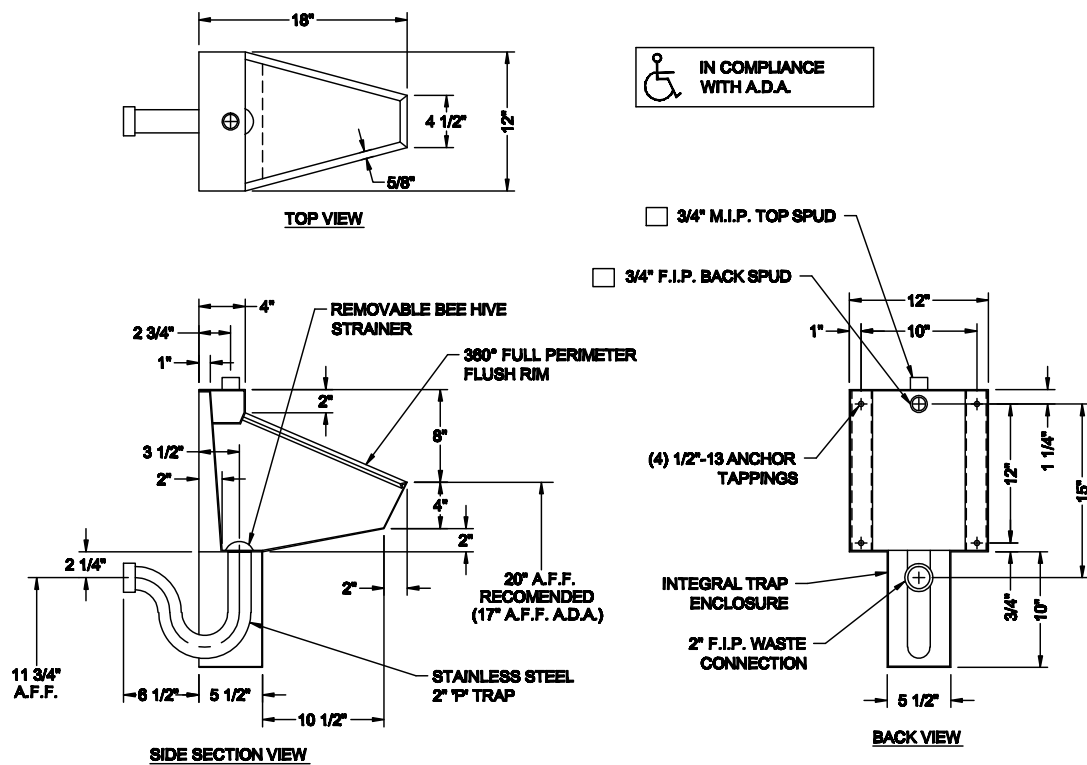 18"
4 1/2"
12"
5/8"
TOP VIEW
IN COMPLIANCE
WITH A.D.A.
3/4" M.I.P. TOP SPUD
3/4" F.I.P. BACK SPUD
4"
2 3/4"
1"
REMOVABLE BEE HIVE
STRAINER
360° FULL PERIMETER
FLUSH RIM
2"
8"
3 1/2"
2"
4"
2"
2 1/4"
2"
20" A.F.F.
RECOMENDED
(17" A.F.F. A.D.A.)
11 3/4"
A.F.F.
6 1/2"
5 1/2"
10 1/2"
STAINLESS STEEL
2" 'P' TRAP
SIDE SECTION VIEW
12"
1"
10"
(4) 1/2"-13 ANCHOR
TAPPINGS
12"
1 1/4"
15"
INTEGRAL TRAP
ENCLOSURE
3/4"
10"
2" F.I.P. WASTE
CONNECTION
5 1/2"
BACK VIEW